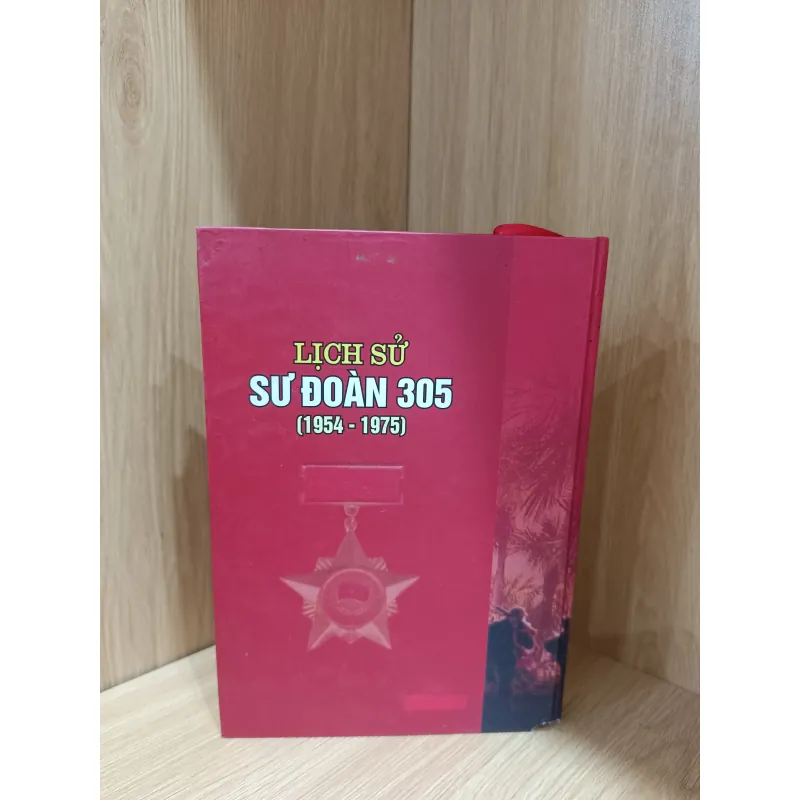 LỊCH SỬ
SƯ ĐOÀN 305
(1954 - 1975)